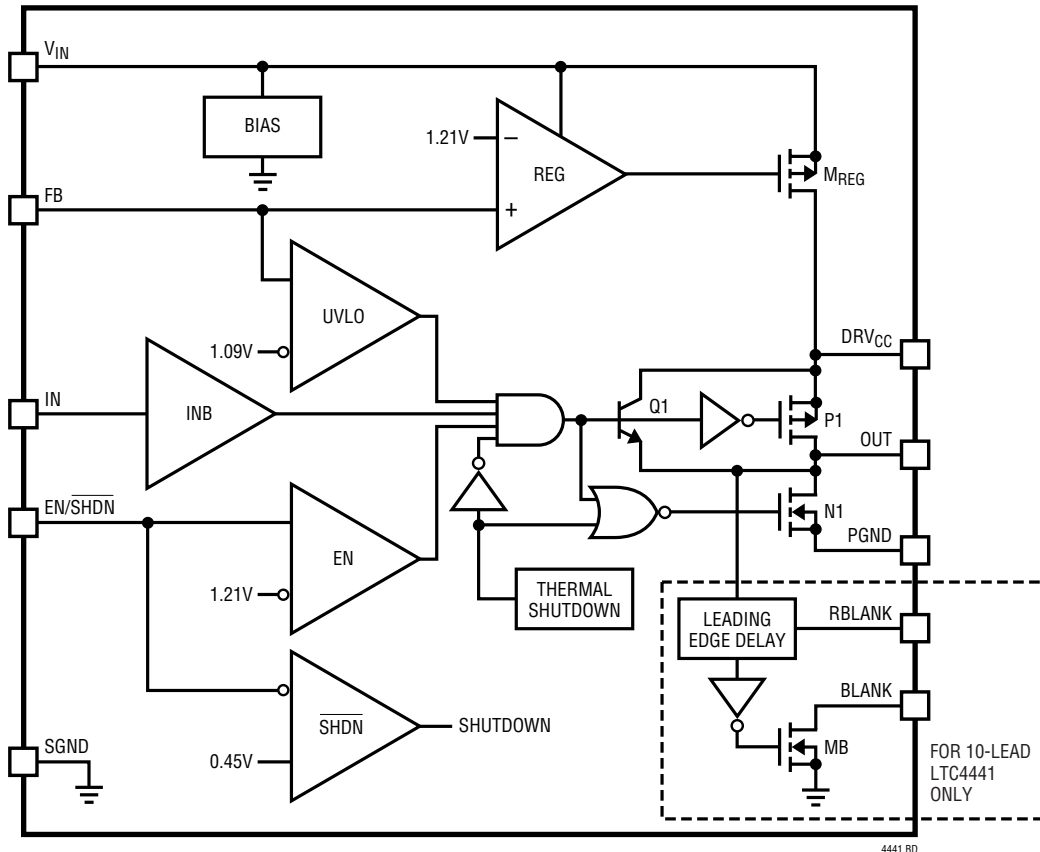 VIN
BIAS
1.21V
−
REG
+
MREG
FB
UVLO
1.09V
DRVCC
IN
INB
Q1
P1
OUT
EN/SHDN
N1
PGND
EN
1.21V
THERMAL
SHUTDOWN
LEADING
EDGE DELAY
RBLANK
BLANK
SHDN
SHUTDOWN
0.45V
MB
SGND
FOR 10-LEAD
LTC4441
ONLY
4441 BD